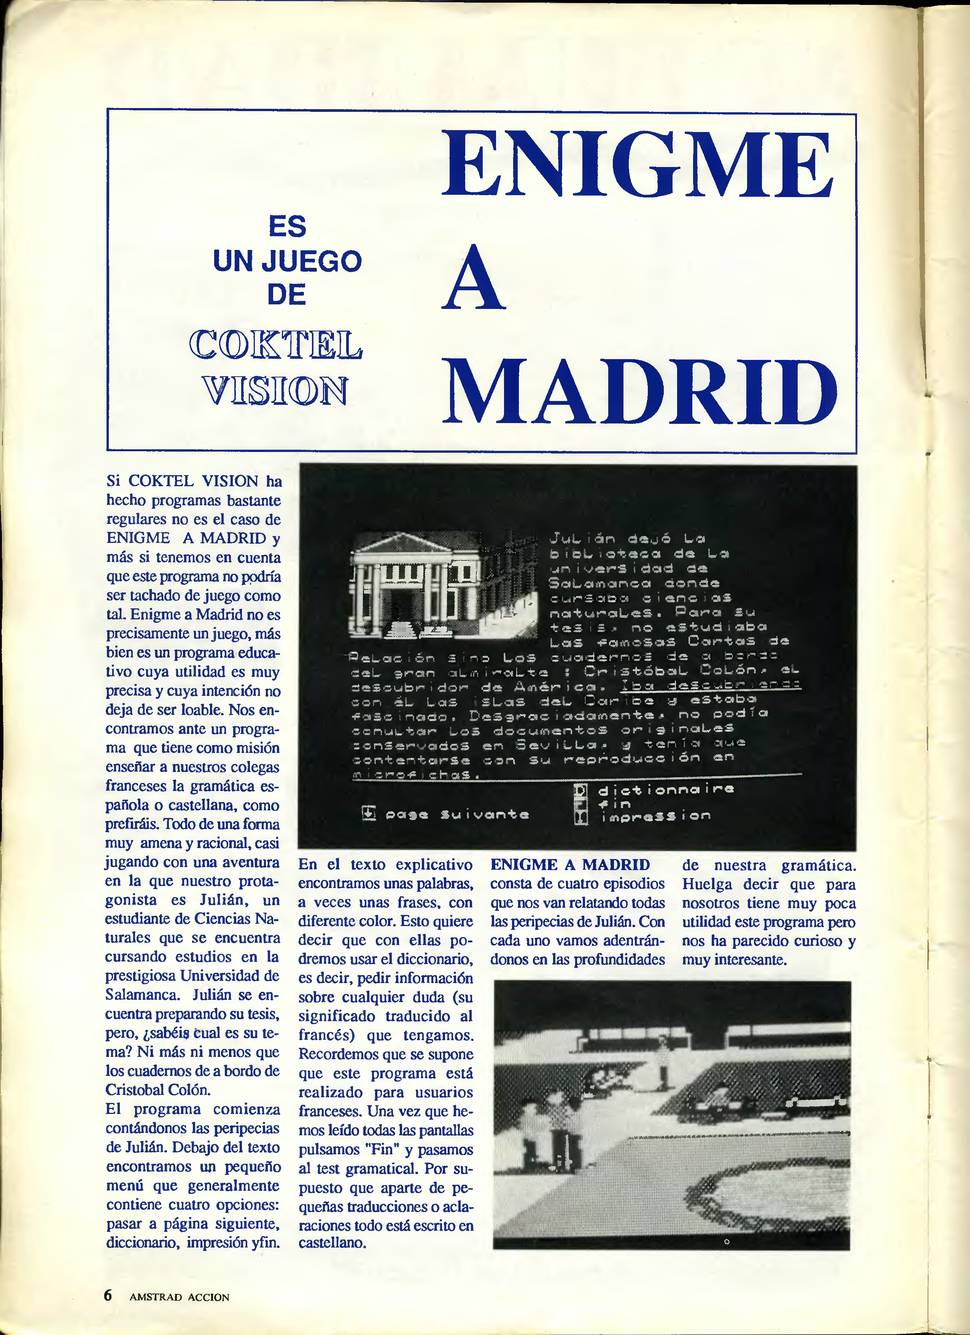 ES
UN JUEGO
DE
COKTEL
VISION
ENIGME
A
MADRID
Si COKTEL VISION ha
hecho programas bastante
regulares no es el caso de
ENIGME A MADRID y
más si tenemos en cuenta
que este programa no podría
ser tachado de juego como
tal. Enigme a Madrid no es
precisamente un juego, más
bien es un programa educa-
tivo cuya utilidad es muy
precisa y cuya intención no
deja de ser loable. Nos en-
contramos ante un progra-
ma que tiene como misión
enseñar a nuestros colegas
franceses la gramática es-
pañola o castellana, como
prefiráis. Todo de una forma
muy amena y racional, casi
jugando con una aventura
en la que nuestro prota-
gonista es Julián, un
estudiante de Ciencias Na-
turales que se encuentra
cursando estudios en la
prestigiosa Universidad de
Salamanca. Julián se en-
cuentra preparando su tesis,
pero, ¿sabéis cual es su te-
ma? Ni más ni menos que
los cuadernos de a bordo de
Cristobal Colón.
El programa comienza
contándonos las peripecias
de Julián. Debajo del texto
encontramos un pequeño
menú que generalmente
contiene cuatro opciones:
pasar a página siguiente,
diccionario, impresión yfin.
Julián dejó la
biblioteca de la
universidad de
Salamanca donde
cursaba ciencias
naturales. Para su
tesis, no estudiaba
las famosas Cartas de
Relación sino los cuadernos de a bordo
del gran almiralte : Cristóbal Colón, el
descubridor de América. Iba descubriendo
con él las islas del Caribe y estaba
fascinado. Desgraciadamente, no podía
conultar los documentos originales
conservados en Sevilla, y tenía que
contentarse con su reproducción en
microfichas.
D dictionnaire
F fin
page suivante
I impression
En el texto explicativo
encontramos unas palabras,
a veces unas frases, con
diferente color. Esto quiere
decir que con ellas po-
dremos usar el diccionario,
es decir, pedir información
sobre cualquier duda (su
significado traducido al
francés) que tengamos.
Recordemos que se supone
que este programa está
realizado para usuarios
franceses. Una vez que he-
mos leído todas las pantallas
pulsamos "Fin" y pasamos
al test gramatical. Por su-
puesto que aparte de pe-
queñas traducciones o acla-
raciones todo está escrito en
castellano.
ENIGME A MADRID
consta de cuatro episodios
que nos van relatando todas
las peripecias de Julián. Con
cada uno vamos adentrán-
donos en las profundidades
de nuestra gramática.
Huelga decir que para
nosotros tiene muy poca
utilidad este programa pero
nos ha parecido curioso y
muy interesante.
6 AMSTRAD ACCION